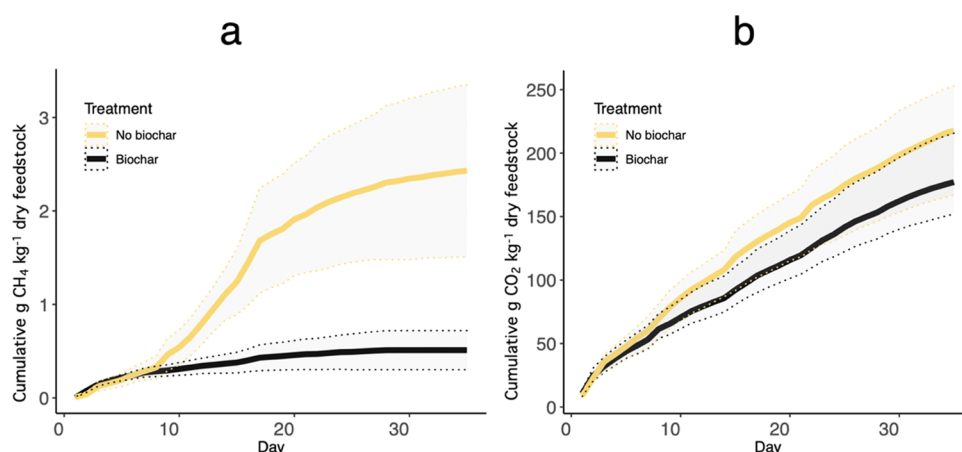 a
Cumulative g CH₄ kg⁻¹ dry feedstock
3
2
1
0
Treatment
No biochar
Biochar
0 10 20 30
Day
b
Cumulative g CO₂ kg⁻¹ dry feedstock
250
200
150
100
50
0
Treatment
No biochar
Biochar
0 10 20 30
Day